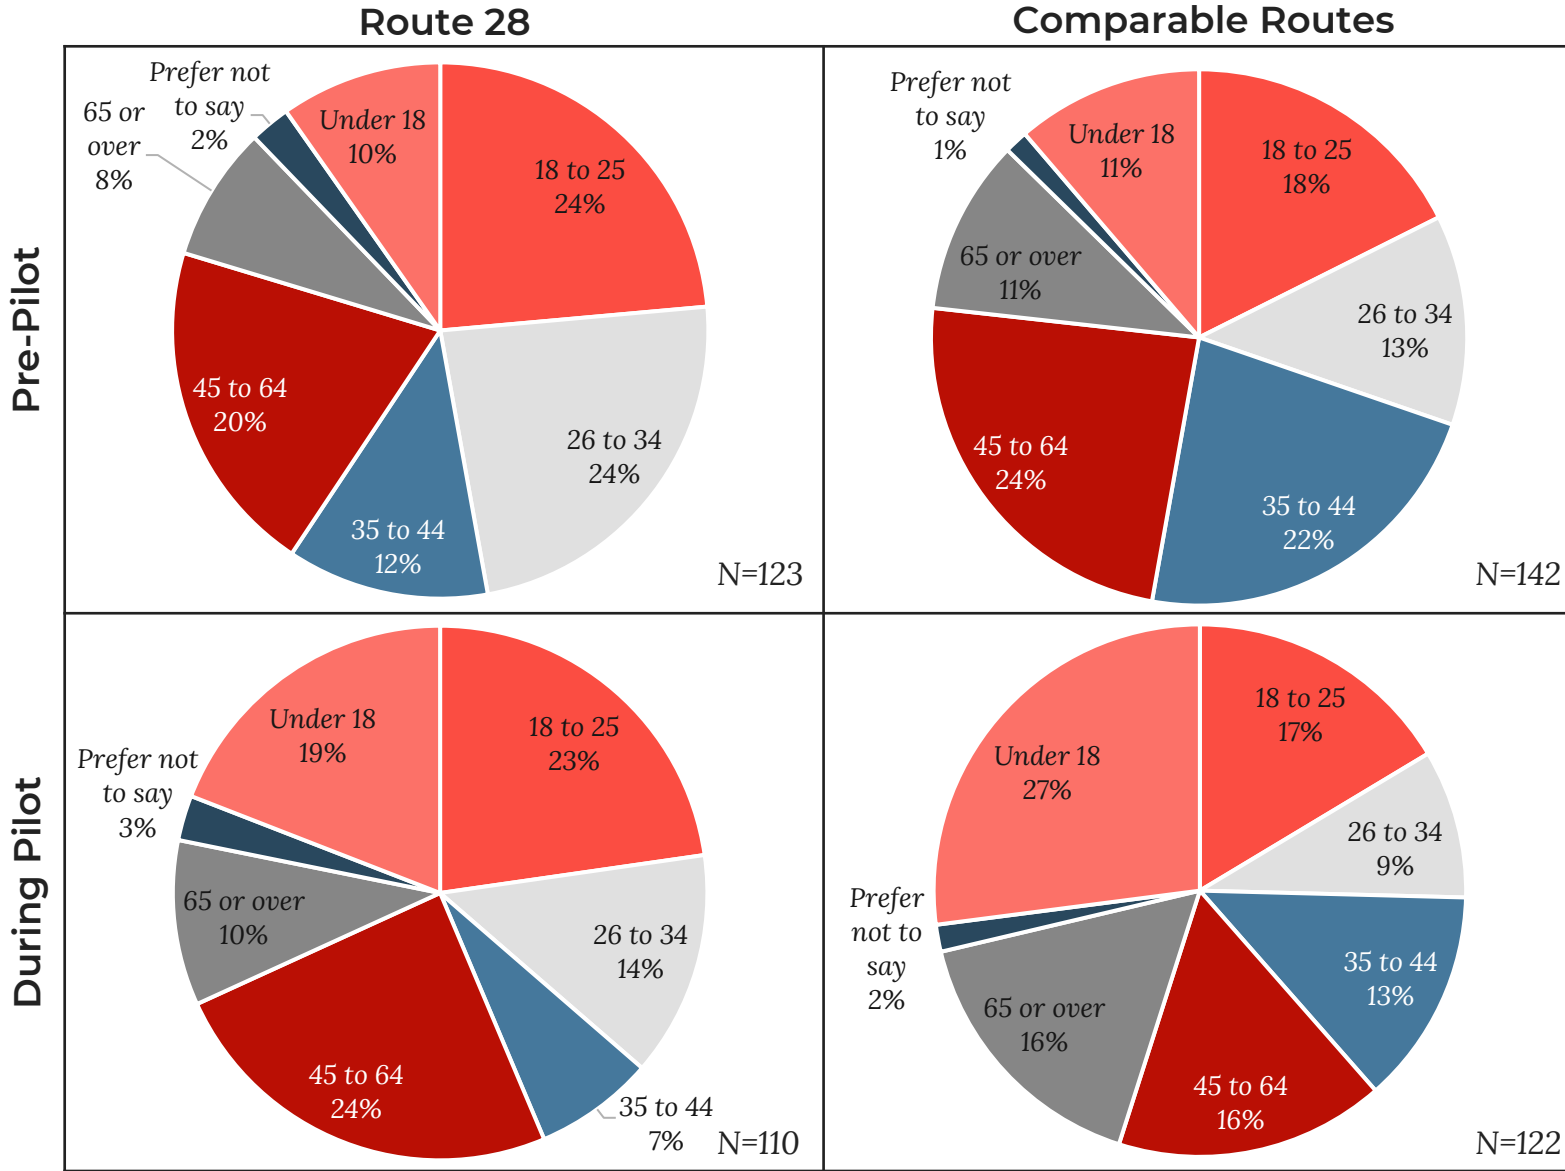 Route 28
Comparable Routes
Pre-Pilot
Prefer not
to say
2%
65 or
over
8%
Under 18
10%
18 to 25
24%
26 to 34
24%
35 to 44
12%
45 to 64
20%
N=123
Prefer not
to say
1%
Under 18
11%
18 to 25
18%
65 or over
11%
26 to 34
13%
45 to 64
24%
35 to 44
22%
N=142
During Pilot
Under 18
19%
18 to 25
23%
Prefer not
to say
3%
65 or over
10%
26 to 34
14%
45 to 64
24%
35 to 44
7%
N=110
18 to 25
17%
Under 18
27%
26 to 34
9%
Prefer
not to
say
2%
35 to 44
13%
65 or over
16%
45 to 64
16%
N=122